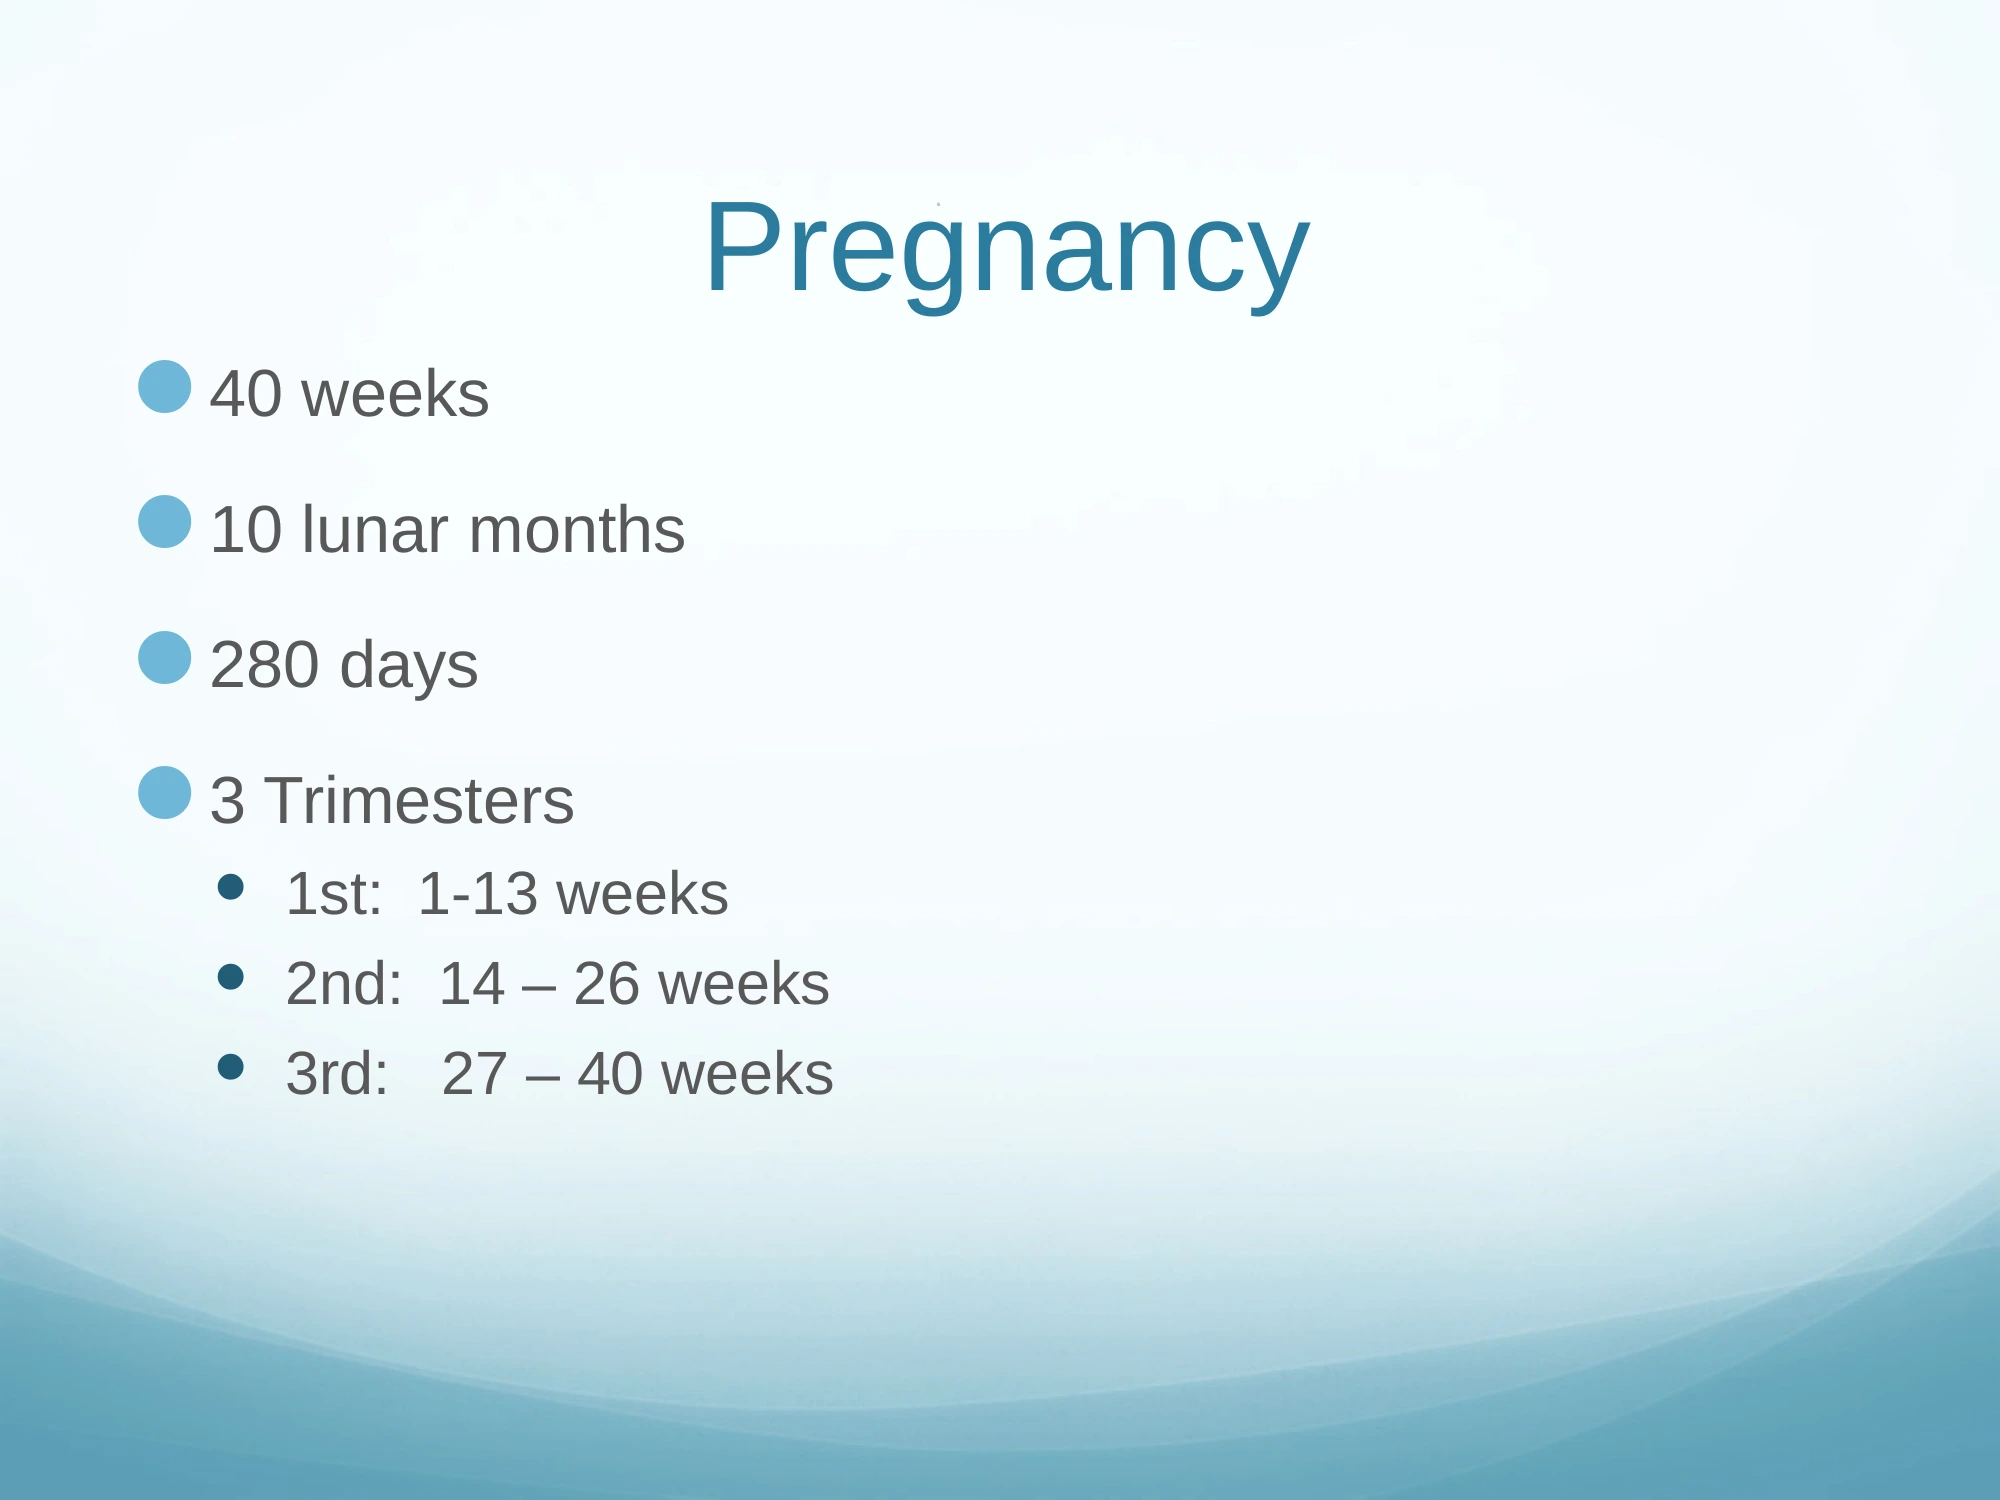 Pregnancy
40 weeks
10 lunar months
280 days
3 Trimesters
1st: 1-13 weeks
2nd: 14 – 26 weeks
3rd: 27 – 40 weeks